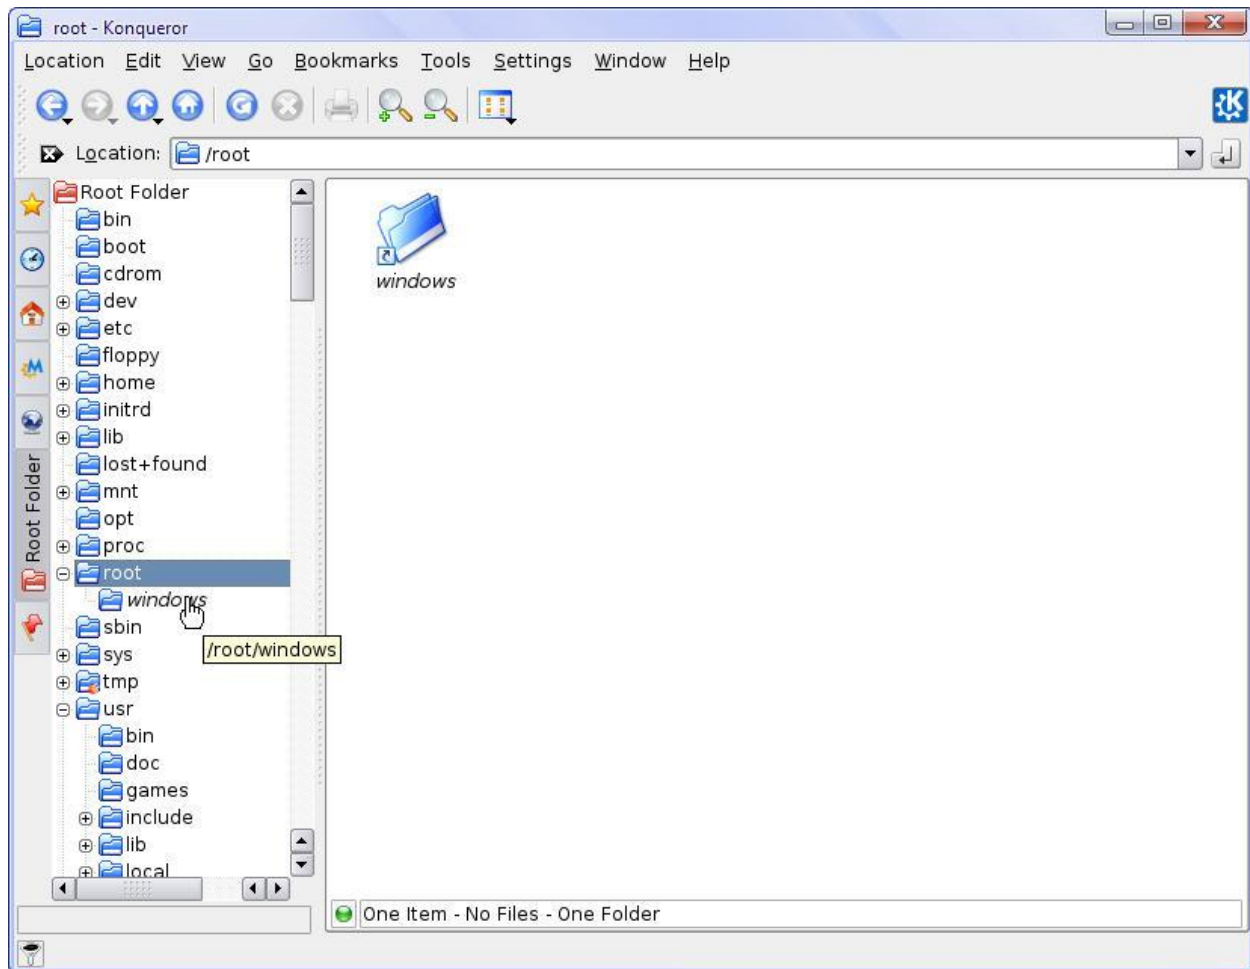 root - Konqueror
Location Edit View Go Bookmarks Tools Settings Window Help
Location: /root
Root Folder
Root Folder
bin
boot
cdrom
dev
etc
floppy
home
initrd
lib
lost+found
mnt
opt
proc
root
windows
sbin
/root/windows
sys
tmp
usr
bin
doc
games
include
lib
local
windows
One Item - No Files - One Folder